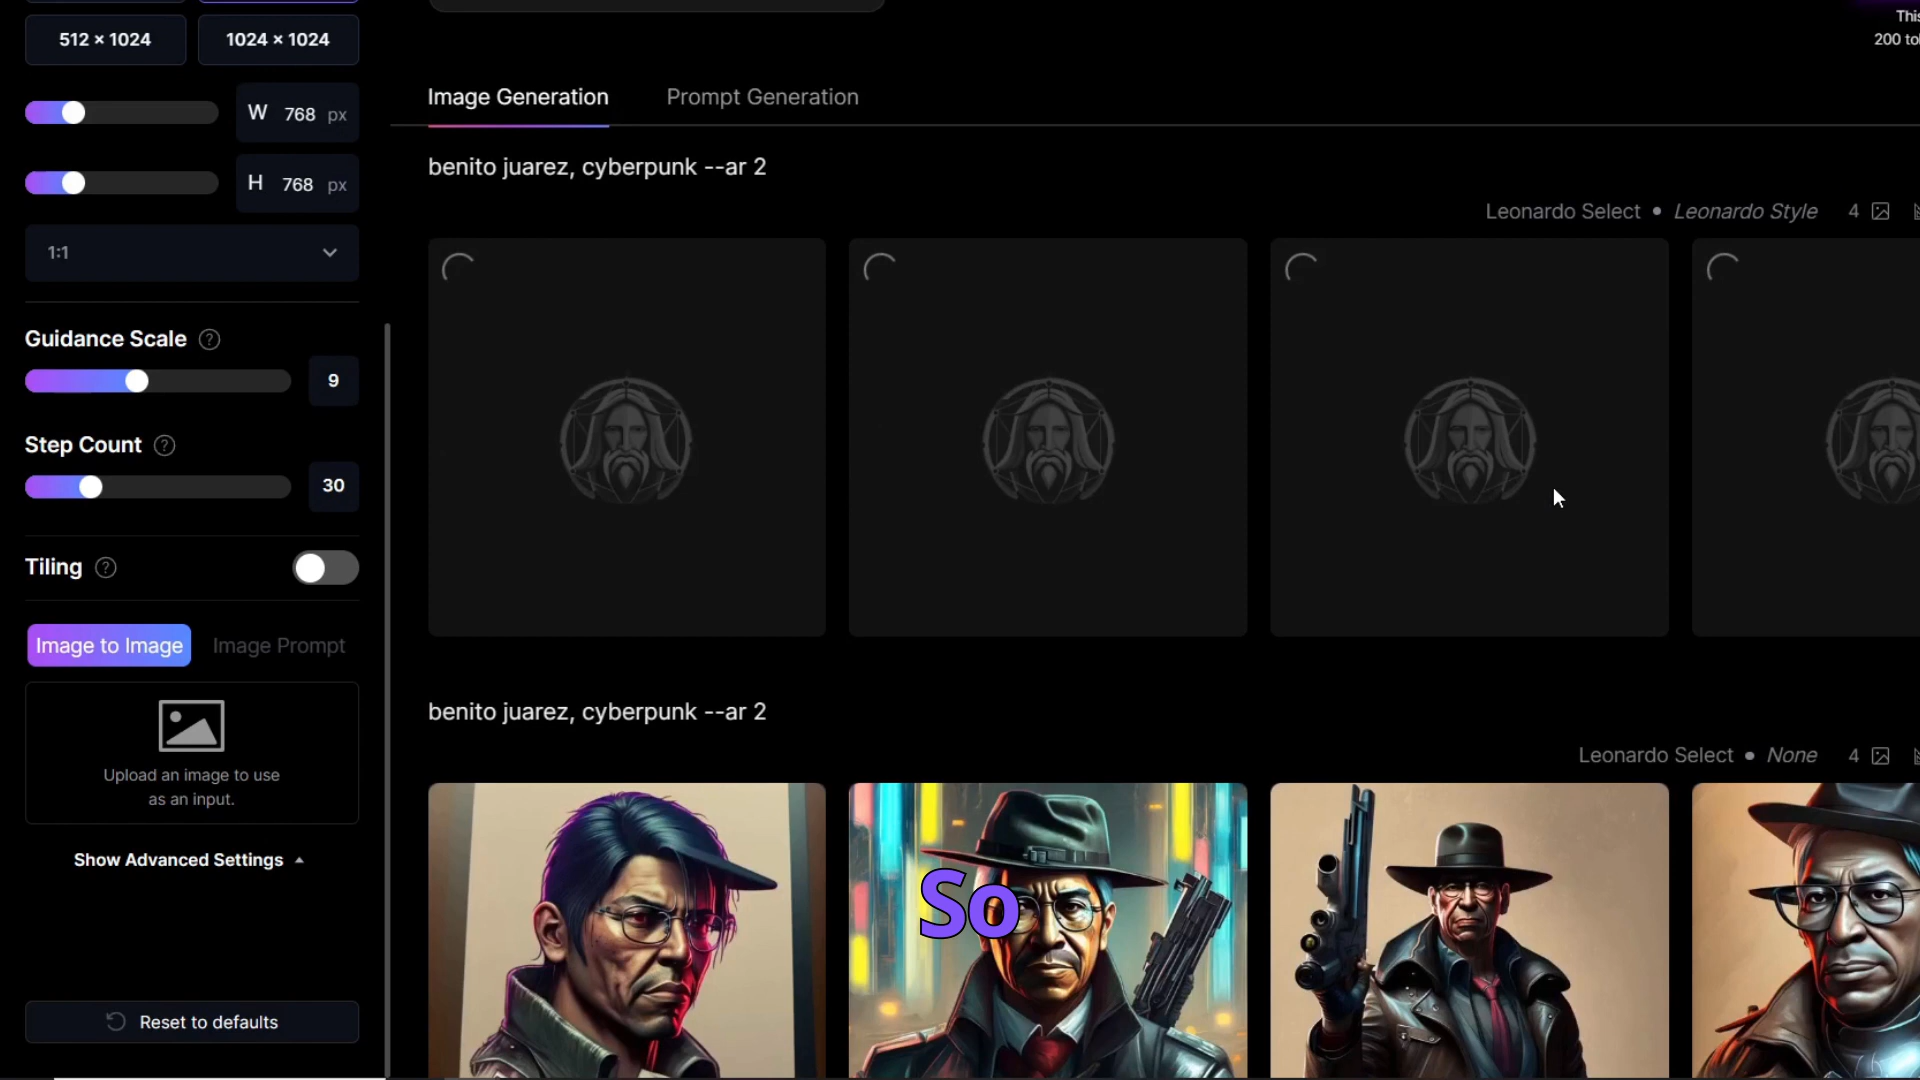 512 × 1024
1024 × 1024
W 768 px
H 768 px
1:1
Guidance Scale ?
9
Step Count ?
30
Tiling ?
Image to Image
Image Prompt
Upload an image to use
as an input.
Show Advanced Settings
Reset to defaults
200
Image Generation
Prompt Generation
benito juarez, cyberpunk --ar 2
Leonardo Select • Leonardo Style 4
benito juarez, cyberpunk --ar 2
Leonardo Select • None 4
So